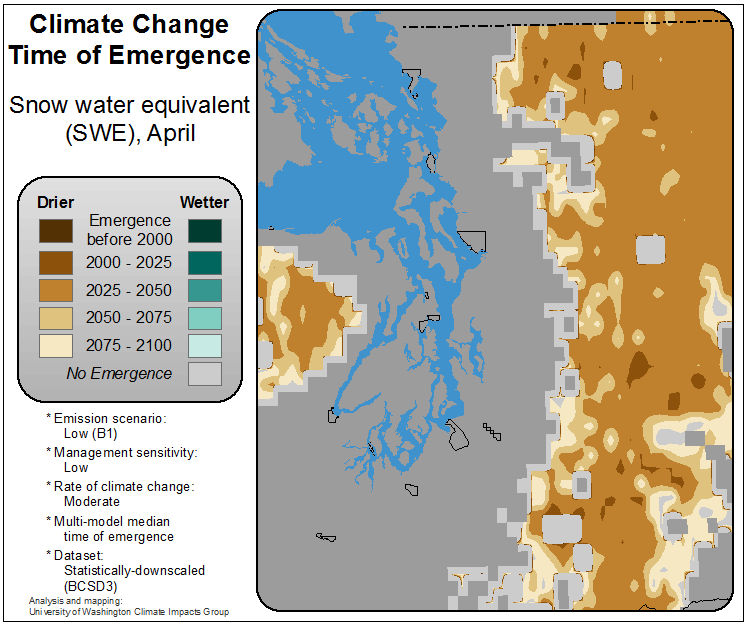 Climate Change
Time of Emergence
Snow water equivalent
(SWE), April
Drier Wetter
Emergence
before 2000
2000 - 2025
2025 - 2050
2050 - 2075
2075 - 2100
No Emergence
* Emission scenario:
Low (B1)
* Management sensitivity:
Low
* Rate of climate change:
Moderate
* Multi-model median
time of emergence
* Dataset:
Statistically-downscaled
(BCSD3)
Analysis and mapping:
University of Washington Climate Impacts Group